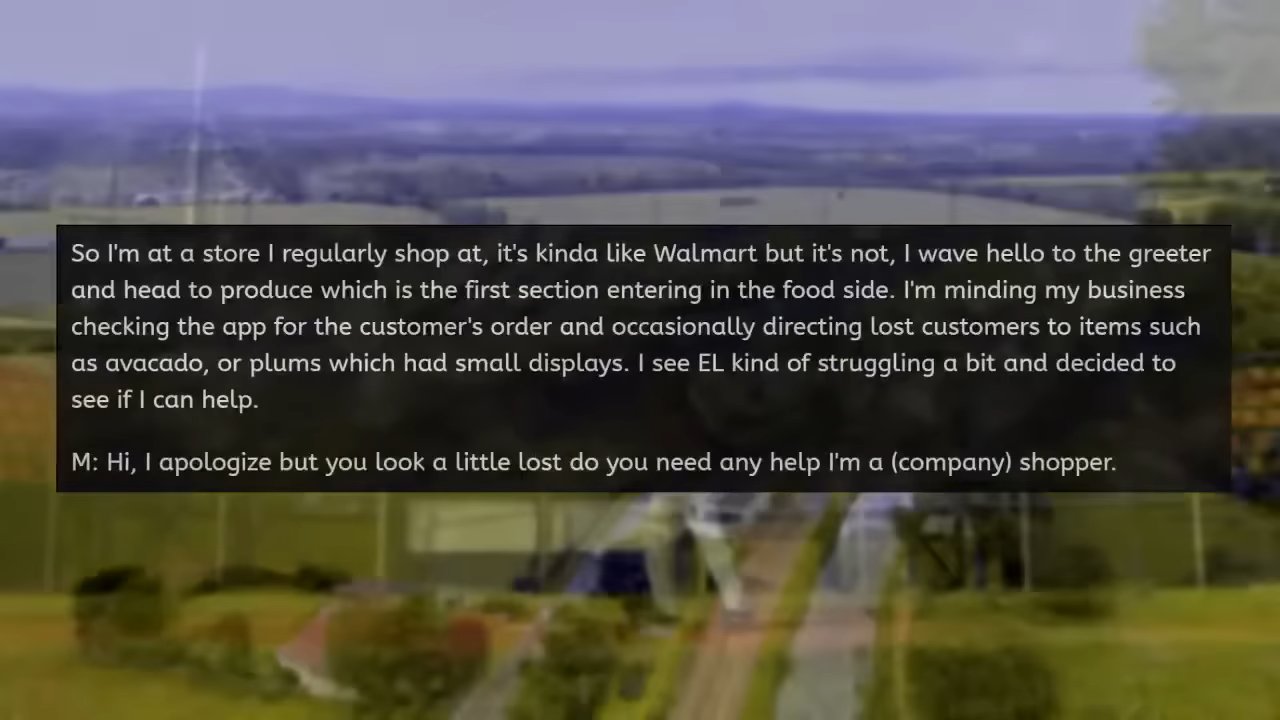 So I'm at a store I regularly shop at, it's kinda like Walmart but it's not, I wave hello to the greeter
and head to produce which is the first section entering in the food side. I'm minding my business
checking the app for the customer's order and occasionally directing lost customers to items such
as avacado, or plums which had small displays. I see EL kind of struggling a bit and decided to
see if I can help.
M: Hi, I apologize but you look a little lost do you need any help I'm a (company) shopper.